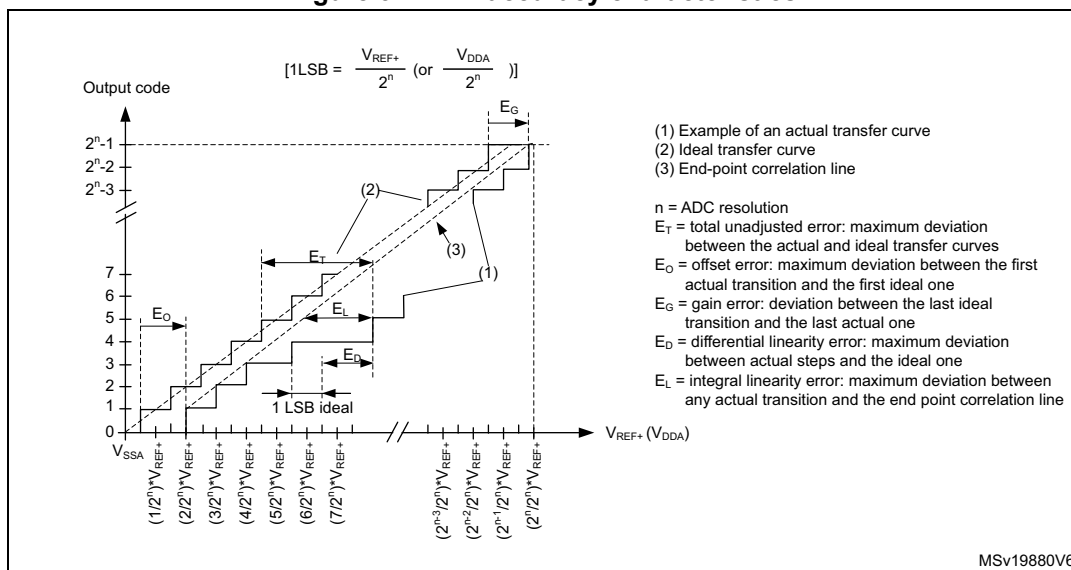 [1LSB = V_REF+ / 2^n (or V_DDA / 2^n )]
Output code
E_G
2^n-1
2^n-2
2^n-3
7
6
5
4
3
2
1
0
(2)
(3)
(1)
E_T
E_O
E_L
E_D
1 LSB ideal
V_SSA
V_REF+ (V_DDA)
(1/2^n)*V_REF+
(2/2^n)*V_REF+
(3/2^n)*V_REF+
(4/2^n)*V_REF+
(5/2^n)*V_REF+
(6/2^n)*V_REF+
(7/2^n)*V_REF+
(2^n-3/2^n)*V_REF+
(2^n-2/2^n)*V_REF+
(2^n-1/2^n)*V_REF+
(2^n/2^n)*V_REF+
(1) Example of an actual transfer curve
(2) Ideal transfer curve
(3) End-point correlation line
n = ADC resolution
E_T = total unadjusted error: maximum deviation
between the actual and ideal transfer curves
E_O = offset error: maximum deviation between the first
actual transition and the first ideal one
E_G = gain error: deviation between the last ideal
transition and the last actual one
E_D = differential linearity error: maximum deviation
between actual steps and the ideal one
E_L = integral linearity error: maximum deviation between
any actual transition and the end point correlation line
MSv19880V6